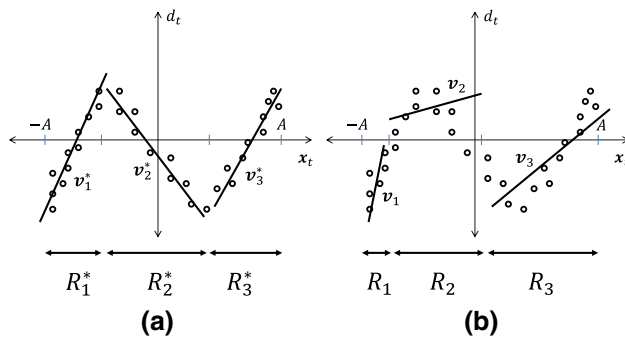 d_t
d_t
−A
A
x_t
v_1^*
v_2^*
v_3^*
R_1^*
R_2^*
R_3^*
(a)
−A
A
x
v_1
v_2
v_3
R_1
R_2
R_3
(b)